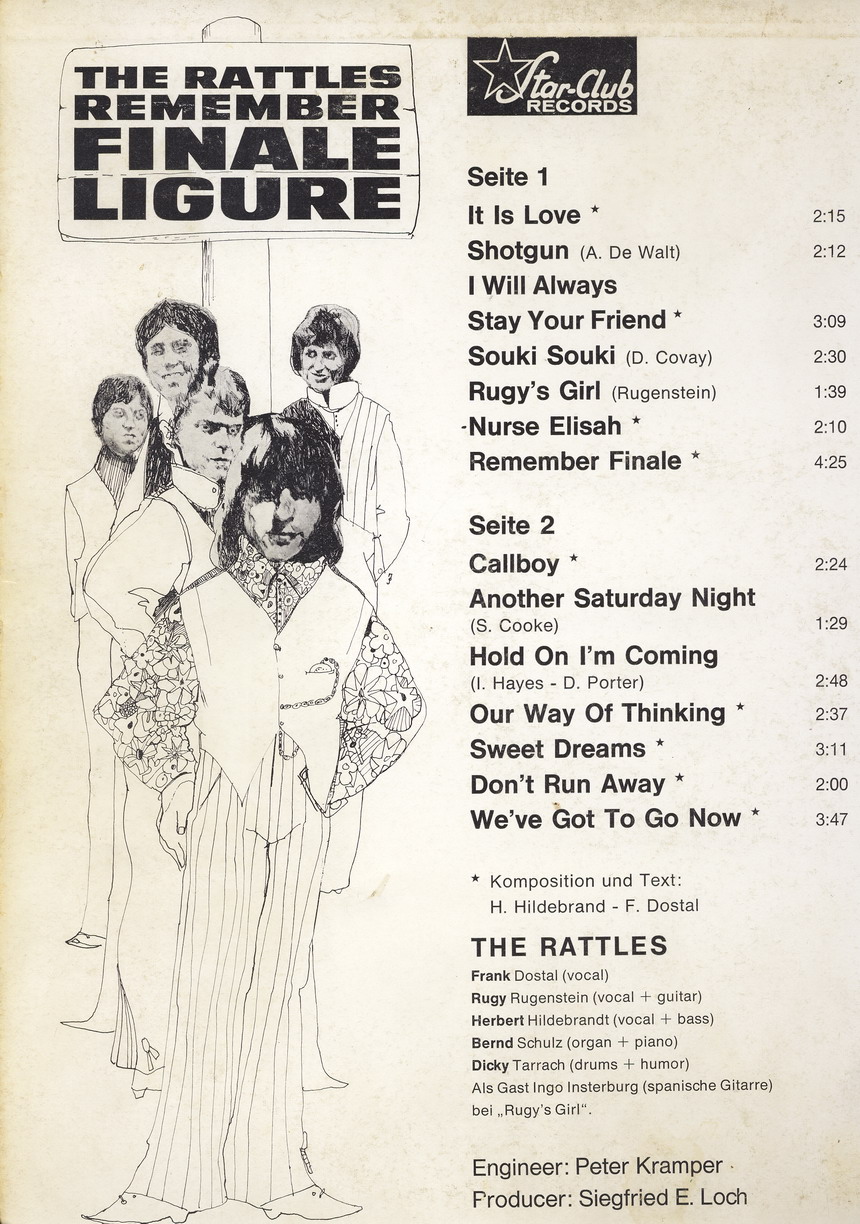 THE RATTLES
REMEMBER
FINALE
LIGURE
Star-Club
RECORDS
Seite 1
It Is Love ★ 2:15
Shotgun (A. De Walt) 2:12
I Will Always
Stay Your Friend ★ 3:09
Souki Souki (D. Covay) 2:30
Rugy's Girl (Rugenstein) 1:39
Nurse Elisah ★ 2:10
Remember Finale ★ 4:25
Seite 2
Callboy ★ 2:24
Another Saturday Night
(S. Cooke) 1:29
Hold On I'm Coming
(I. Hayes - D. Porter) 2:48
Our Way Of Thinking ★ 2:37
Sweet Dreams ★ 3:11
Don't Run Away ★ 2:00
We've Got To Go Now ★ 3:47
★ Komposition und Text:
H. Hildebrand - F. Dostal
THE RATTLES
Frank Dostal (vocal)
Rugy Rugenstein (vocal + guitar)
Herbert Hildebrandt (vocal + bass)
Bernd Schulz (organ + piano)
Dicky Tarrach (drums + humor)
Als Gast Ingo Insterburg (spanische Gitarre)
bei „Rugy's Girl“.
Engineer: Peter Kramper
Producer: Siegfried E. Loch